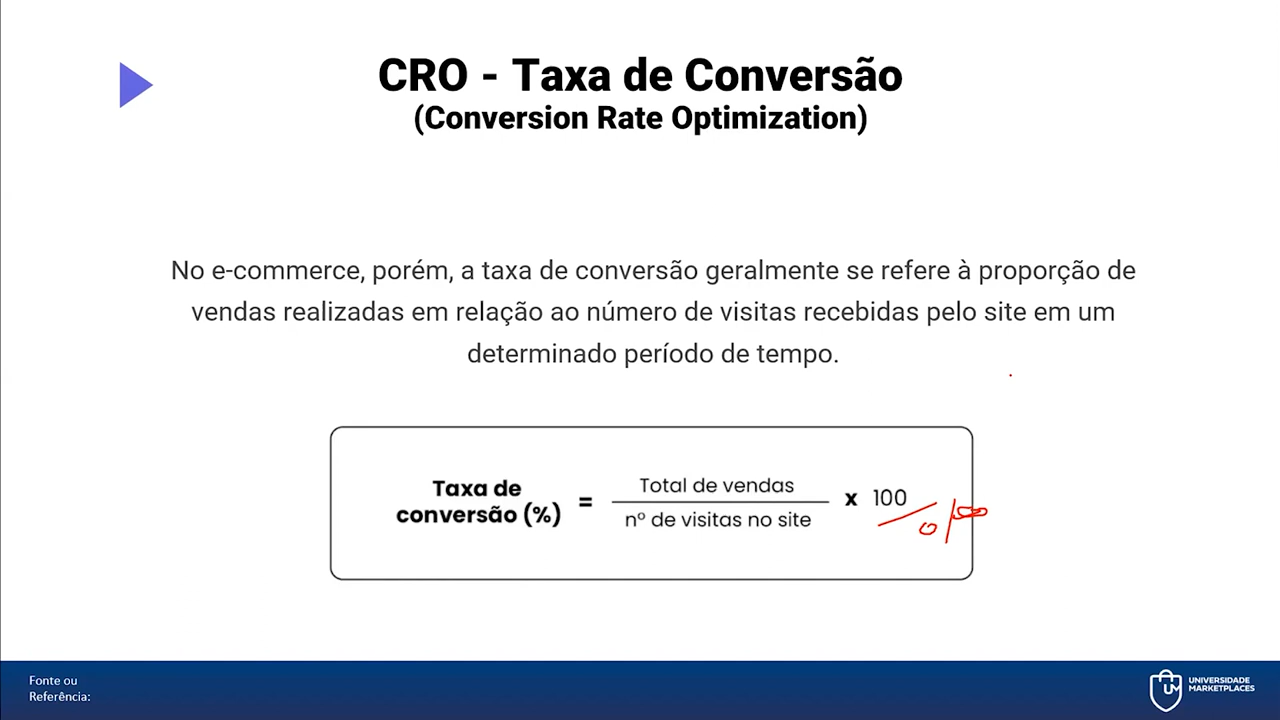 CRO - Taxa de Conversão
(Conversion Rate Optimization)
No e-commerce, porém, a taxa de conversão geralmente se refere à proporção de
vendas realizadas em relação ao número de visitas recebidas pelo site em um
determinado período de tempo.
Taxa de
conversão (%)
=
Total de vendas
nº de visitas no site
x 100
Fonte ou
Referência:
UM
UNIVERSIDADE
MARKETPLACES